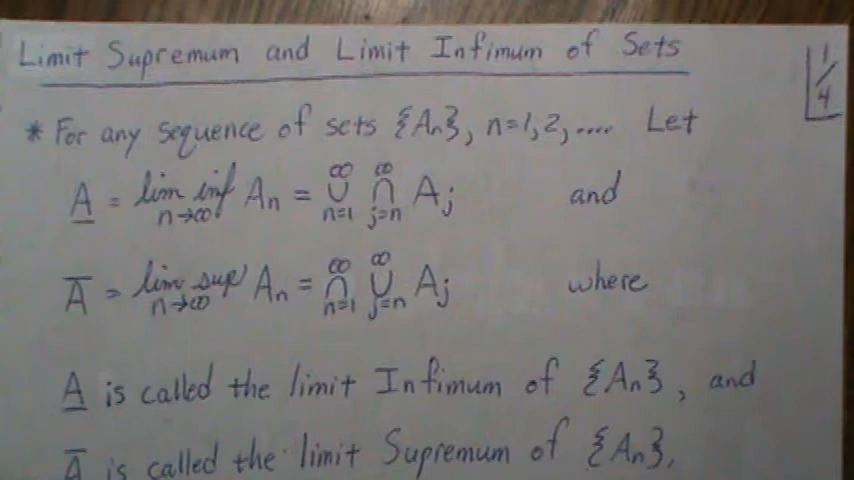 Limit Supremum and Limit Infimum of Sets
1/4
* For any sequence of sets {An}, n=1,2,.... Let
A̲ = lim inf n→∞ An = ∞ ∪ n=1 ∞ ∩ j=n Aj and
A̅ = lim sup n→∞ An = ∞ ∩ n=1 ∞ ∪ j=n Aj where
A̲ is called the limit Infimum of {An}, and
A̅ is called the limit Supremum of {An},